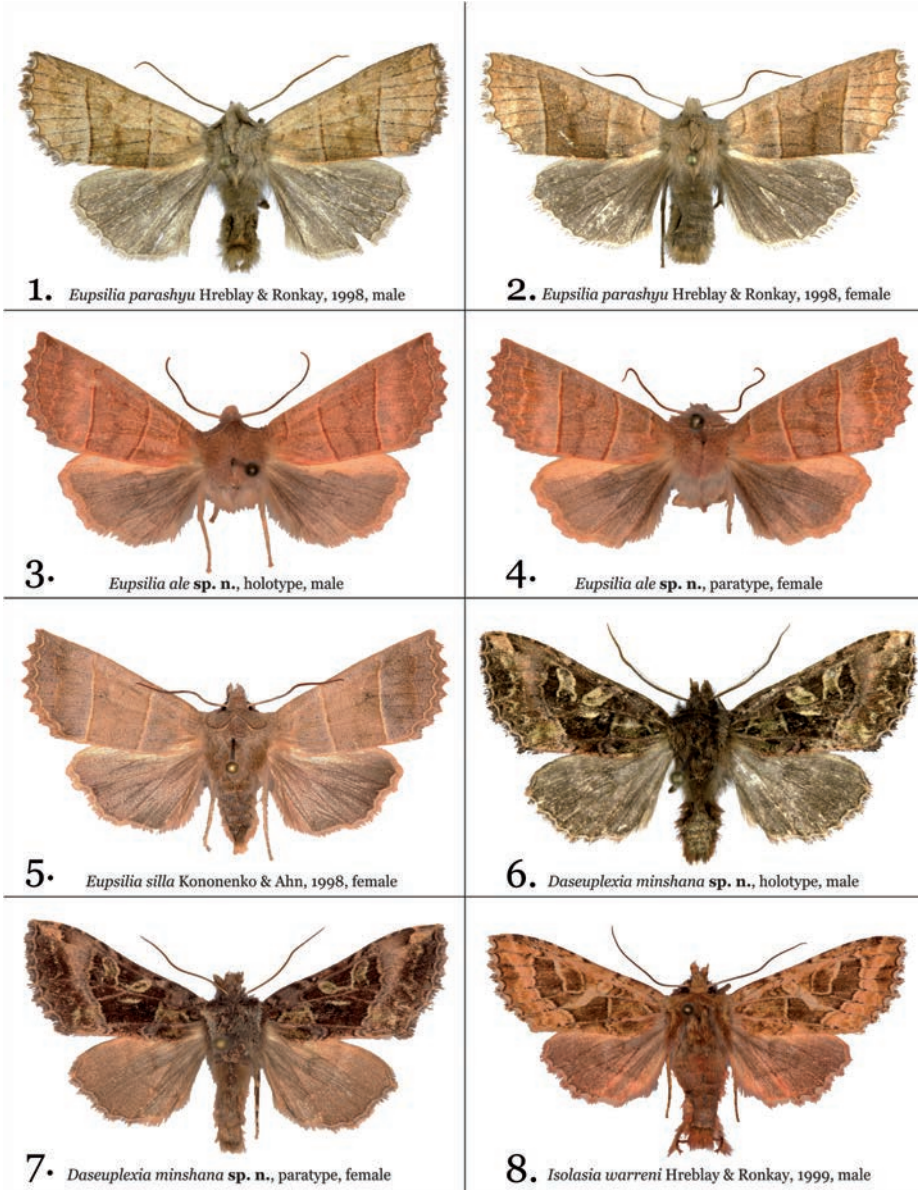 1. Eupsilia parashyu Hreblay & Ronkay, 1998, male
2. Eupsilia parashyu Hreblay & Ronkay, 1998, female
3. Eupsilia ale sp. n., holotype, male
4. Eupsilia ale sp. n., paratype, female
5. Eupsilia silla Kononenko & Ahn, 1998, female
6. Daseuplexia minshana sp. n., holotype, male
7. Daseuplexia minshana sp. n., paratype, female
8. Isolasia warreni Hreblay & Ronkay, 1999, male